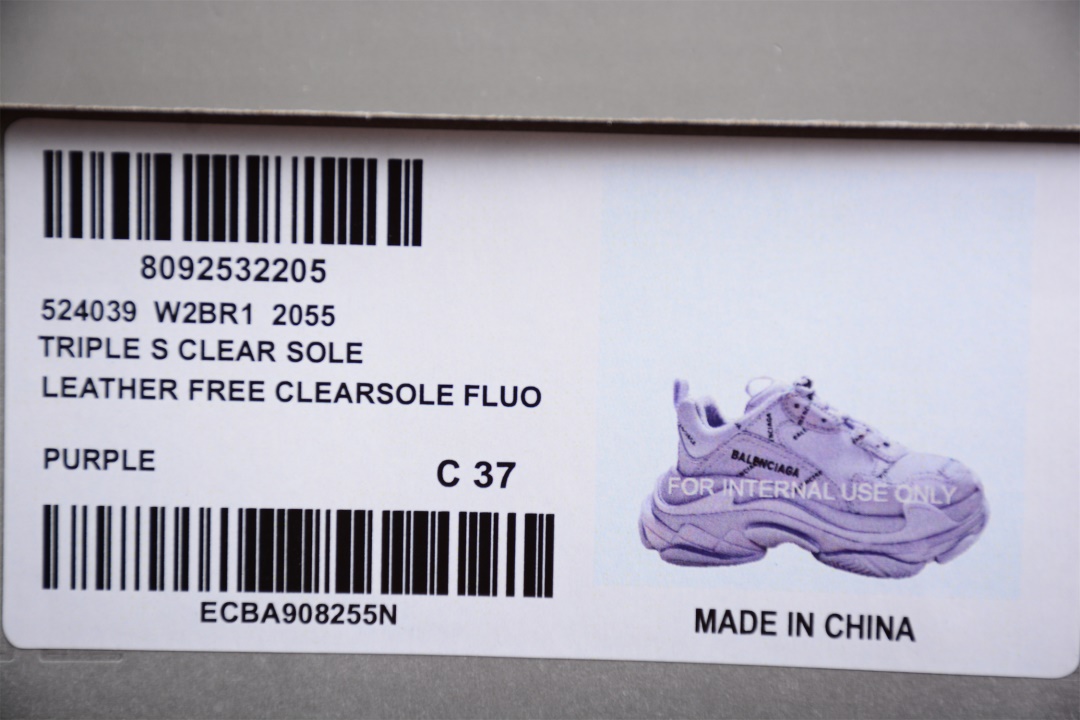 8092532205
524039 W2BR1 2055
TRIPLE S CLEAR SOLE
LEATHER FREE CLEARSOLE FLUO
PURPLE
C 37
ECBA908255N
BALENCIAGA
FOR INTERNAL USE ONLY
MADE IN CHINA